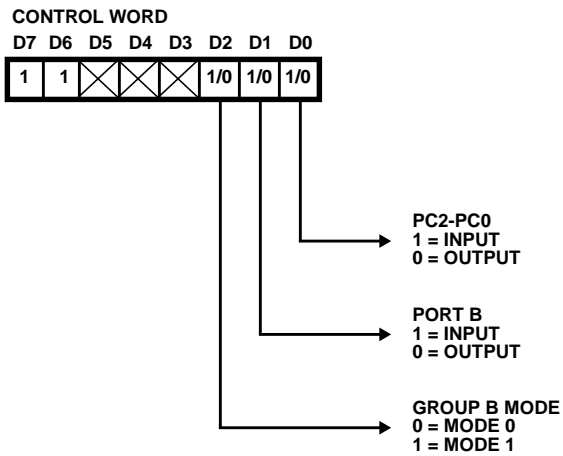 CONTROL WORD
D7 D6 D5 D4 D3 D2 D1 D0
1 1 1/0 1/0 1/0
PC2-PC0
1 = INPUT
0 = OUTPUT
PORT B
1 = INPUT
0 = OUTPUT
GROUP B MODE
0 = MODE 0
1 = MODE 1